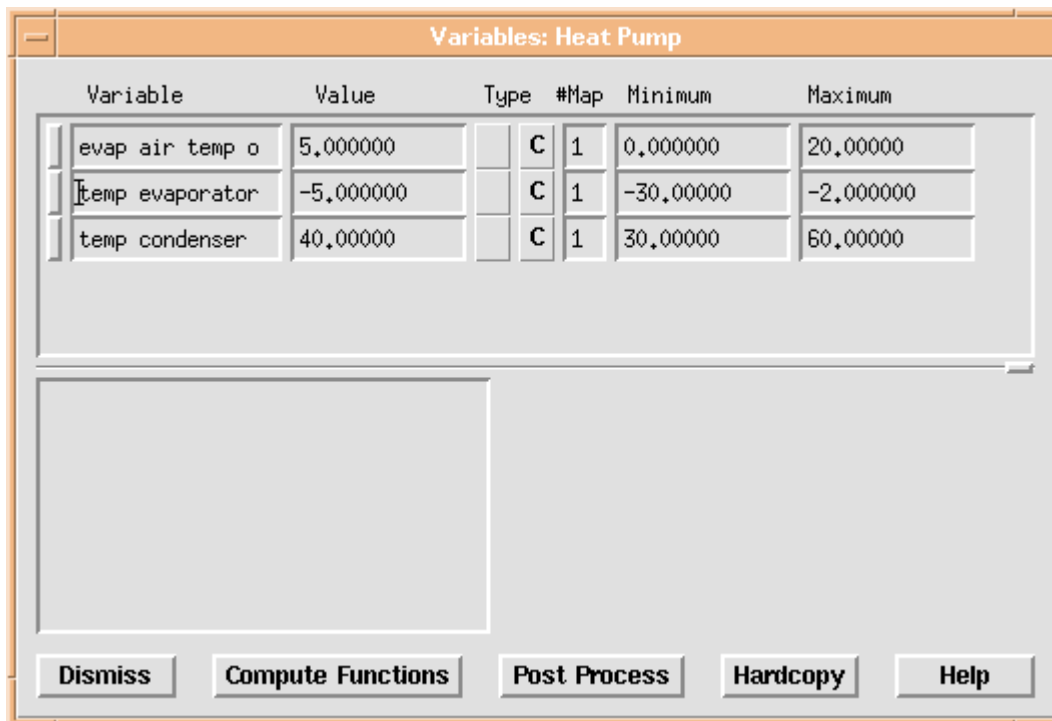 Variables: Heat Pump
Variable Value Type #Map Minimum Maximum
evap air temp o 5.000000 C 1 0.000000 20.00000
temp evaporator -5.000000 C 1 -30.00000 -2.000000
temp condenser 40.00000 C 1 30.00000 60.00000
Dismiss Compute Functions Post Process Hardcopy Help